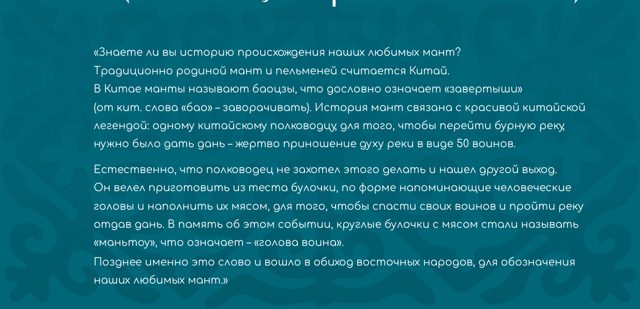 «Знаете ли вы историю происхождения наших любимых мант?
Традиционно родиной мант и пельменей считается Китай.
В Китае манты называют баоцзы, что дословно означает «завертыши»
(от кит. слова «бао» – заворачивать). История мант связана с красивой китайской
легендой: одному китайскому полководцу, для того, чтобы перейти бурную реку,
нужно было дать дань – жертво приношение духу реки в виде 50 воинов.
Естественно, что полководец не захотел этого делать и нашел другой выход.
Он велел приготовить из теста булочки, по форме напоминающие человеческие
головы и наполнить их мясом, для того, чтобы спасти своих воинов и пройти реку
отдав дань. В память об этом событии, круглые булочки с мясом стали называть
«маньтоу», что означает – «голова воина».
Позднее именно это слово и вошло в обиход восточных народов, для обозначения
наших любимых мант.»